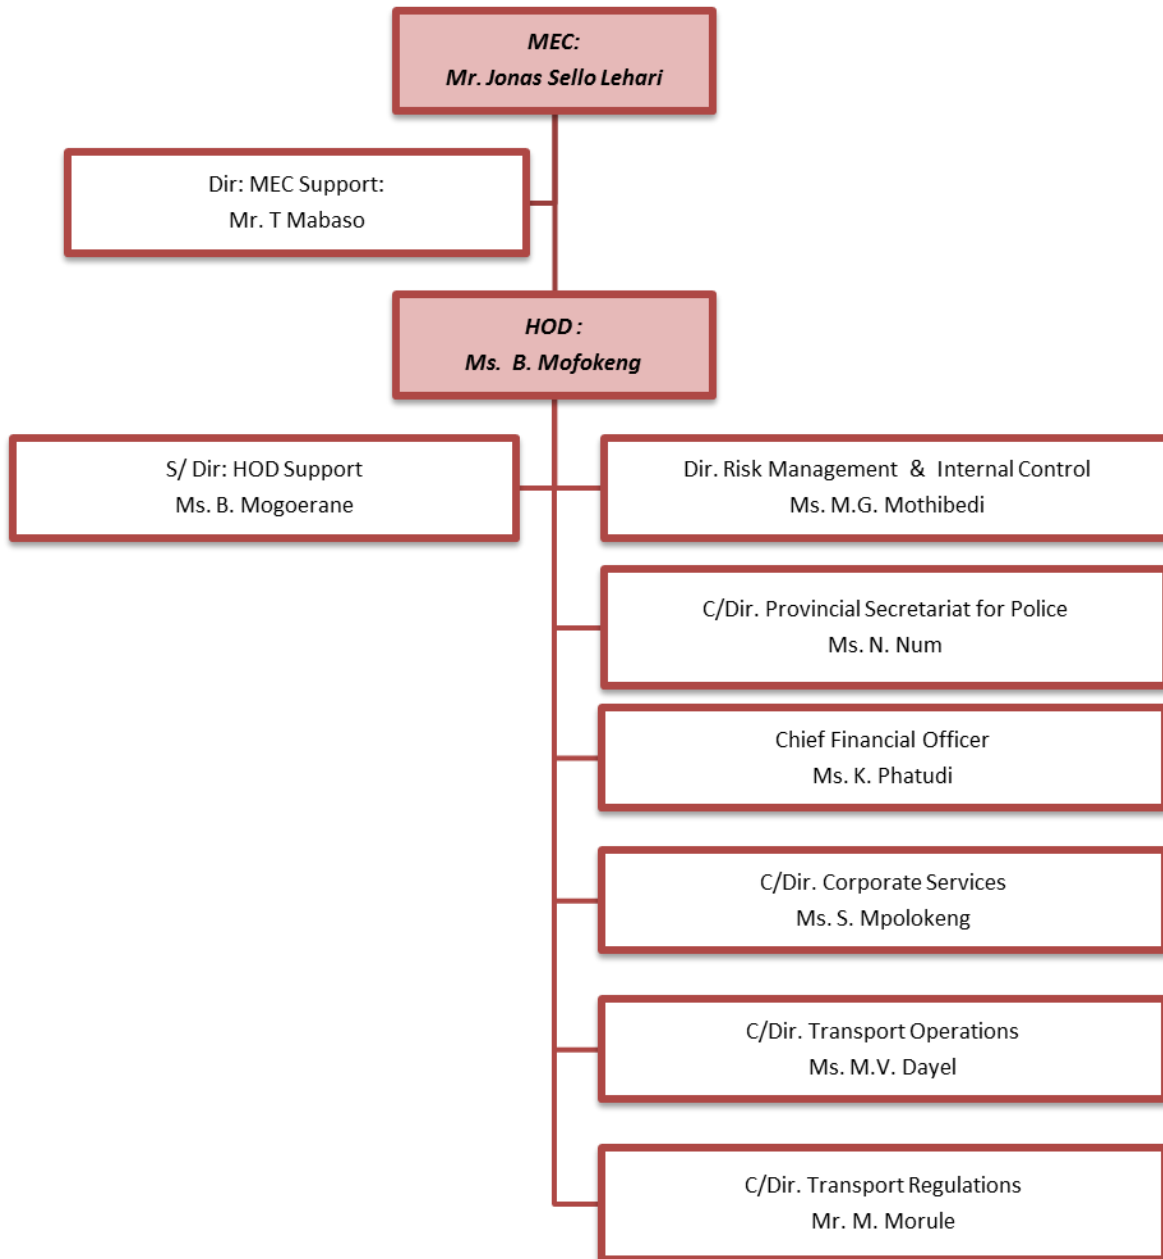 MEC:
Mr. Jonas Sello Lehari
Dir: MEC Support:
Mr. T Mabaso
HOD :
Ms.  B. Mofokeng
S/ Dir: HOD Support
Ms. B. Mogoerane
Dir. Risk Management  &  Internal Control
Ms. M.G. Mothibedi
C/Dir. Provincial Secretariat for Police
Ms. N. Num
Chief Financial Officer
Ms. K. Phatudi
C/Dir. Corporate Services
Ms. S. Mpolokeng
C/Dir. Transport Operations
Ms. M.V. Dayel
C/Dir. Transport Regulations
Mr. M. Morule